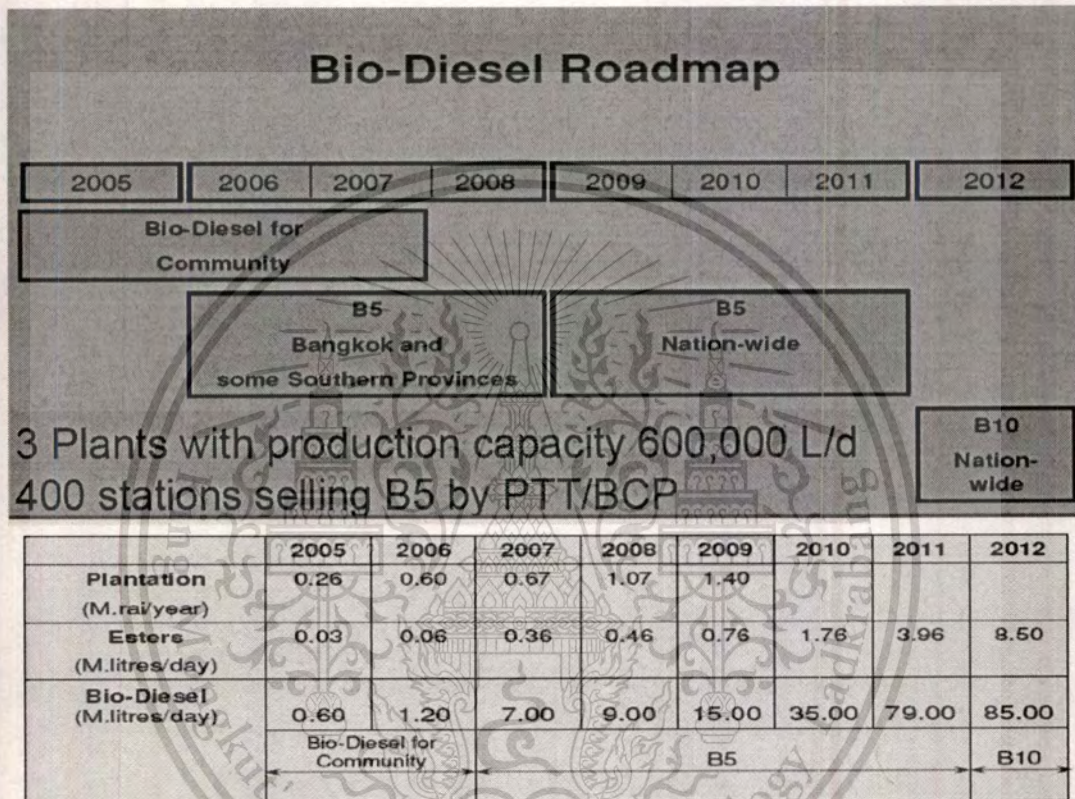 Bio-Diesel Roadmap
2005 2006 2007 2008 2009 2010 2011 2012
Bio-Diesel for
Community
B5
Bangkok and
some Southern Provinces
B5
Nation-wide
B10
Nation-
wide
3 Plants with production capacity 600,000 L/d
400 stations selling B5 by PTT/BCP
2005 2006 2007 2008 2009 2010 2011 2012
Plantation 0.26 0.60 0.67 1.07 1.40
(M.rai/year)
Esters 0.03 0.06 0.36 0.46 0.76 1.76 3.96 8.50
(M.litres/day)
Bio-Diesel
(M.litres/day) 0.60 1.20 7.00 9.00 15.00 35.00 79.00 85.00
Bio-Diesel for
Community
B5
B10